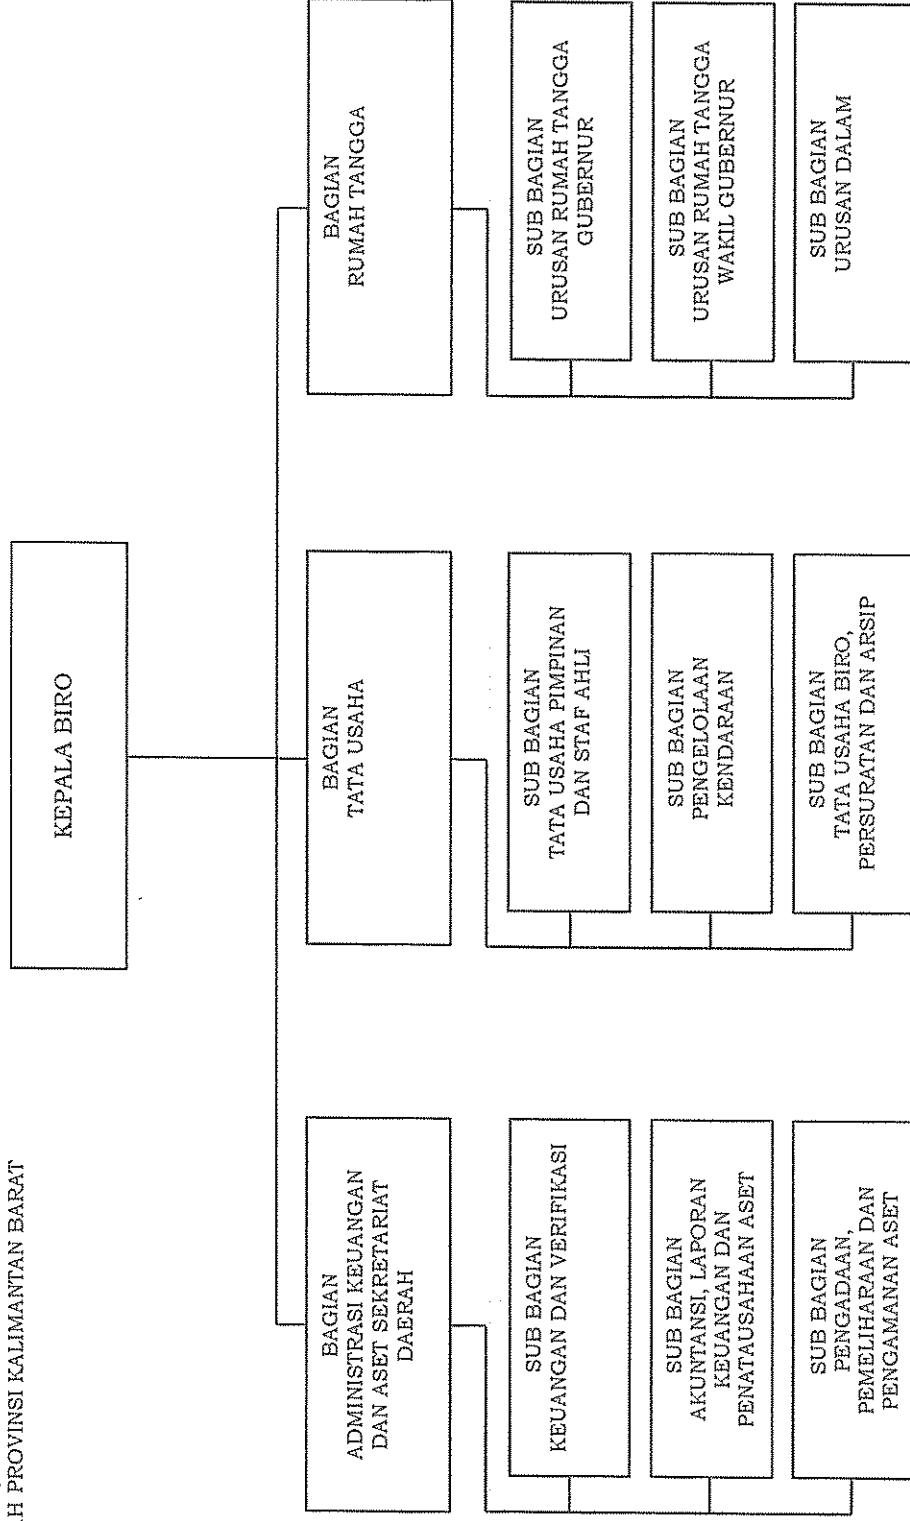 H PROVINSI KALIMANTAN BARAT
KEPALA BIRO
BAGIAN
ADMINISTRASI KEUANGAN
DAN ASET SEKRETARIAT
DAERAH
BAGIAN
TATA USAHA
BAGIAN
RUMAH TANGGA
SUB BAGIAN
KEUANGAN DAN VERIFIKASI
SUB BAGIAN
TATA USAHA PIMPINAN
DAN STAF AHLI
SUB BAGIAN
URUSAN RUMAH TANGGA
GUBERNUR
SUB BAGIAN
AKUNTANSI, LAPORAN
KEUANGAN DAN
PENATAUSAHAAN ASET
SUB BAGIAN
PENGELOLAAN
KENDARAAN
SUB BAGIAN
URUSAN RUMAH TANGGA
WAKIL GUBERNUR
SUB BAGIAN
PENGADAAN,
PEMELIHARAAN DAN
PENGAMANAN ASET
SUB BAGIAN
TATA USAHA BIRO,
PERSURATAN DAN ARSIP
SUB BAGIAN
URUSAN DALAM